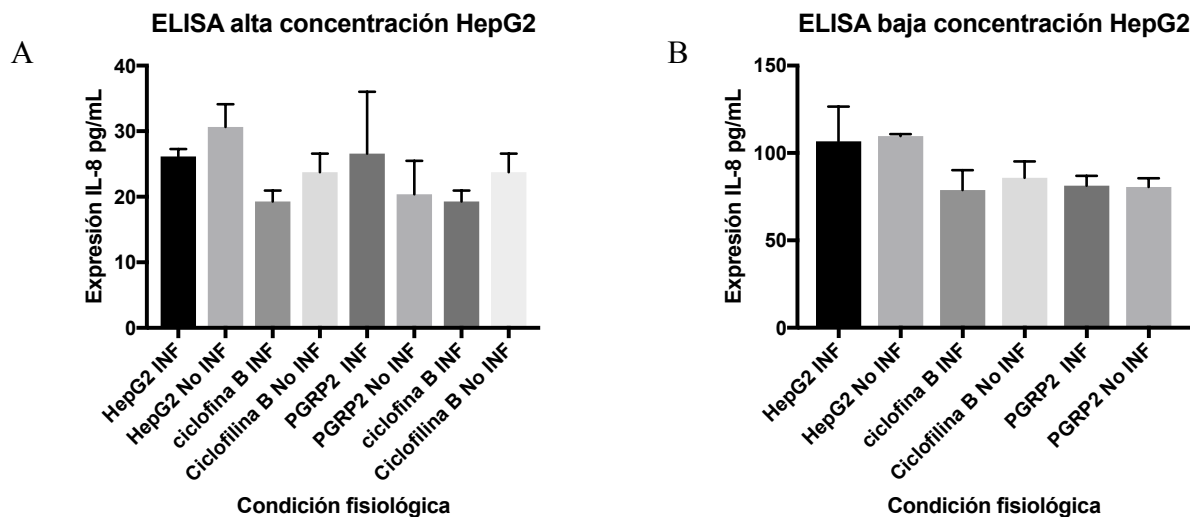 A
ELISA alta concentración HepG2
Expresión IL-8 pg/mL
40
30
20
10
0
HepG2 INF
HepG2 No INF
ciclofina B INF
Ciclofilina B No INF
PGRP2 INF
PGRP2 No INF
ciclofina B INF
Ciclofilina B No INF
Condición fisiológica
B
ELISA baja concentración HepG2
Expresión IL-8 pg/mL
150
100
50
0
HepG2 INF
HepG2 No INF
ciclofina B INF
Ciclofilina B No INF
PGRP2 INF
PGRP2 No INF
Condición fisiológica